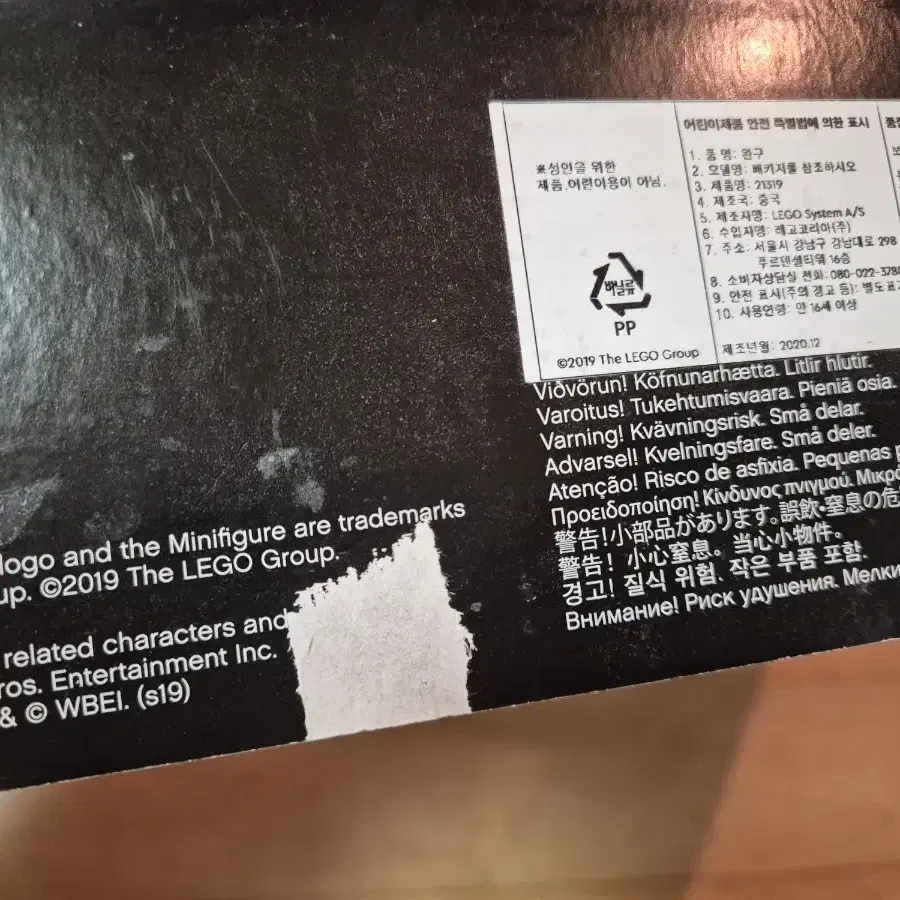 ※성인을 위한
제품.어린이용이 아님.
비닐류
PP
©2019 The LEGO Group
어린이제품 안전 특별법에 의한 표시
1. 품 명: 완구
2. 모델명: 패키지를 참조하시오
3. 제품명: 21319
4. 제조국: 중국
5. 제조자명: LEGO System A/S
6. 수입자명: 레고코리아(주)
7. 주소: 서울시 강남구 강남대로 298
푸르덴셜타워 16층
8. 소비자상담실 전화: 080-022-3780
9. 안전 표시(주의 경고 등): 별도표기
10. 사용연령: 만 16세 이상
제조년월: 2020.12
Viðvörun! Köfnunarhætta. Litlir hlutir.
Varoitus! Tukehtumisvaara. Pieniä osia.
Varning! Kvävningsrisk. Små delar.
Advarsel! Kvelningsfare. Små deler.
Atenção! Risco de asfixia. Pequenas
Προειδοποίηση! Κίνδυνος πνιγμού.
警告!小部品があります。誤飲・窒息の危
警告！小心窒息。当心小物件。
경고! 질식 위험. 작은 부품 포함.
Внимание! Риск удушения. Мелки
logo and the Minifigure are trademarks
up. ©2019 The LEGO Group.
related characters and
ros. Entertainment Inc.
& © WBEI. (s19)